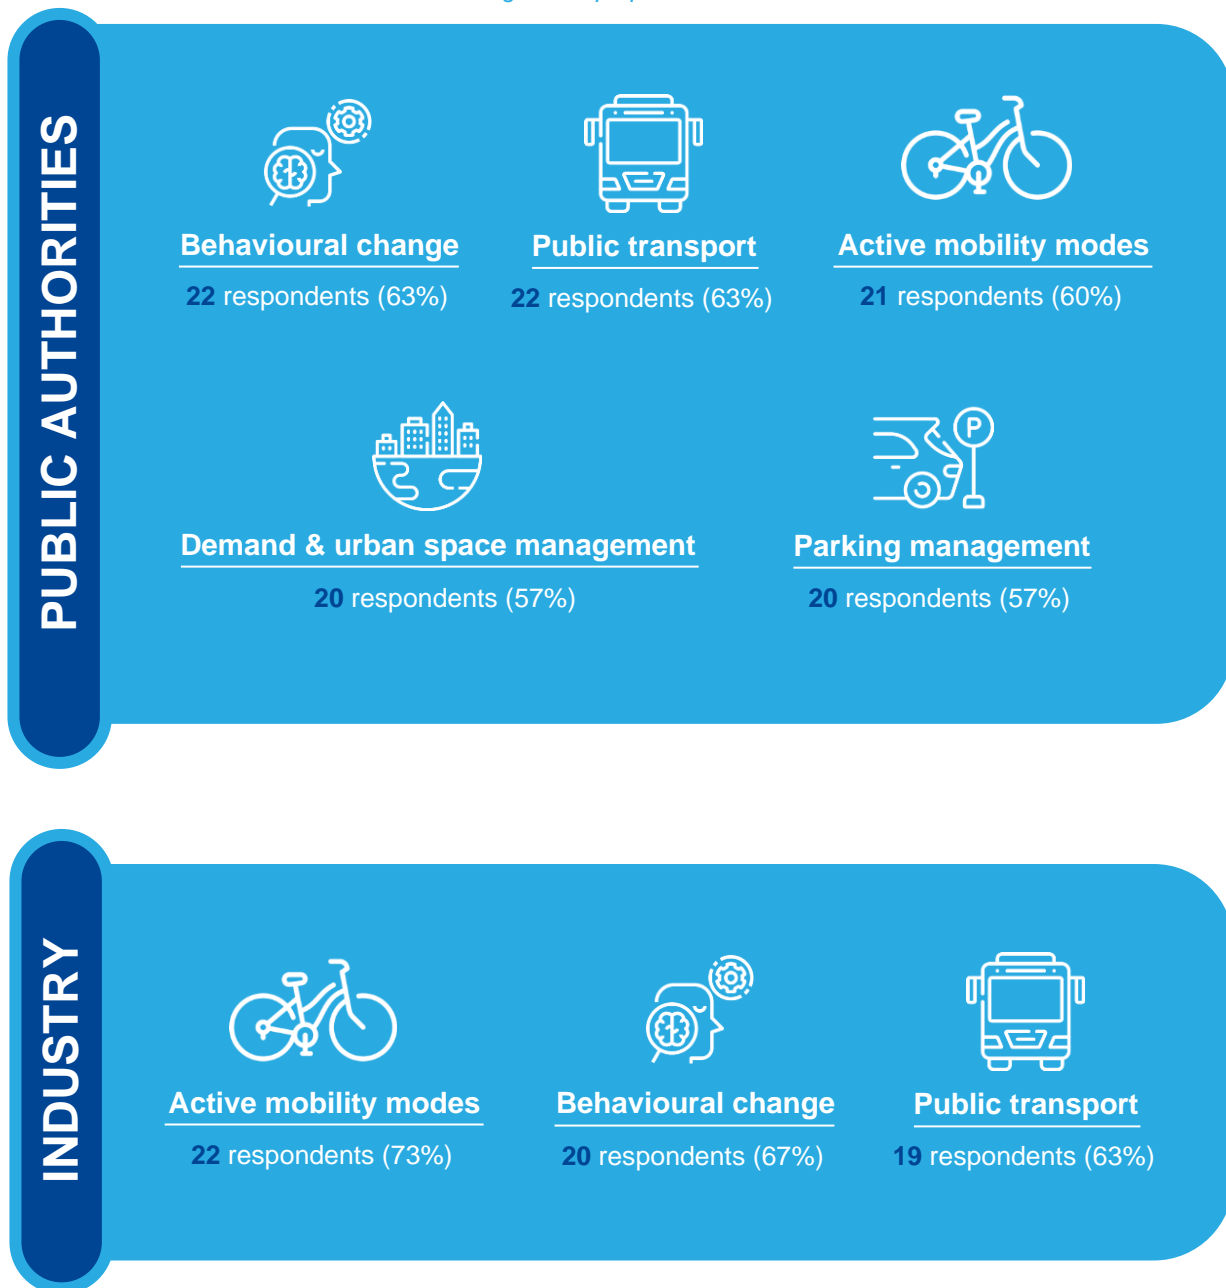 PUBLIC AUTHORITIES
Behavioural change
22 respondents (63%)
Public transport
22 respondents (63%)
Active mobility modes
21 respondents (60%)
Demand & urban space management
20 respondents (57%)
P
Parking management
20 respondents (57%)
INDUSTRY
Active mobility modes
22 respondents (73%)
Behavioural change
20 respondents (67%)
Public transport
19 respondents (63%)